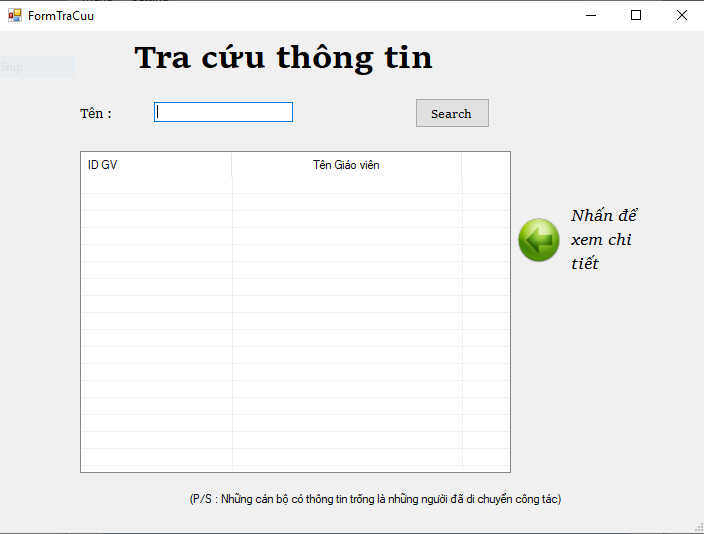 FormTraCuu
Snip
Tra cứu thông tin
Tên :
Search
ID GV
Tên Giáo viên
Nhấn để
xem chi
tiết
(P/S : Những cán bộ có thông tin trống là những người đã di chuyển công tác)